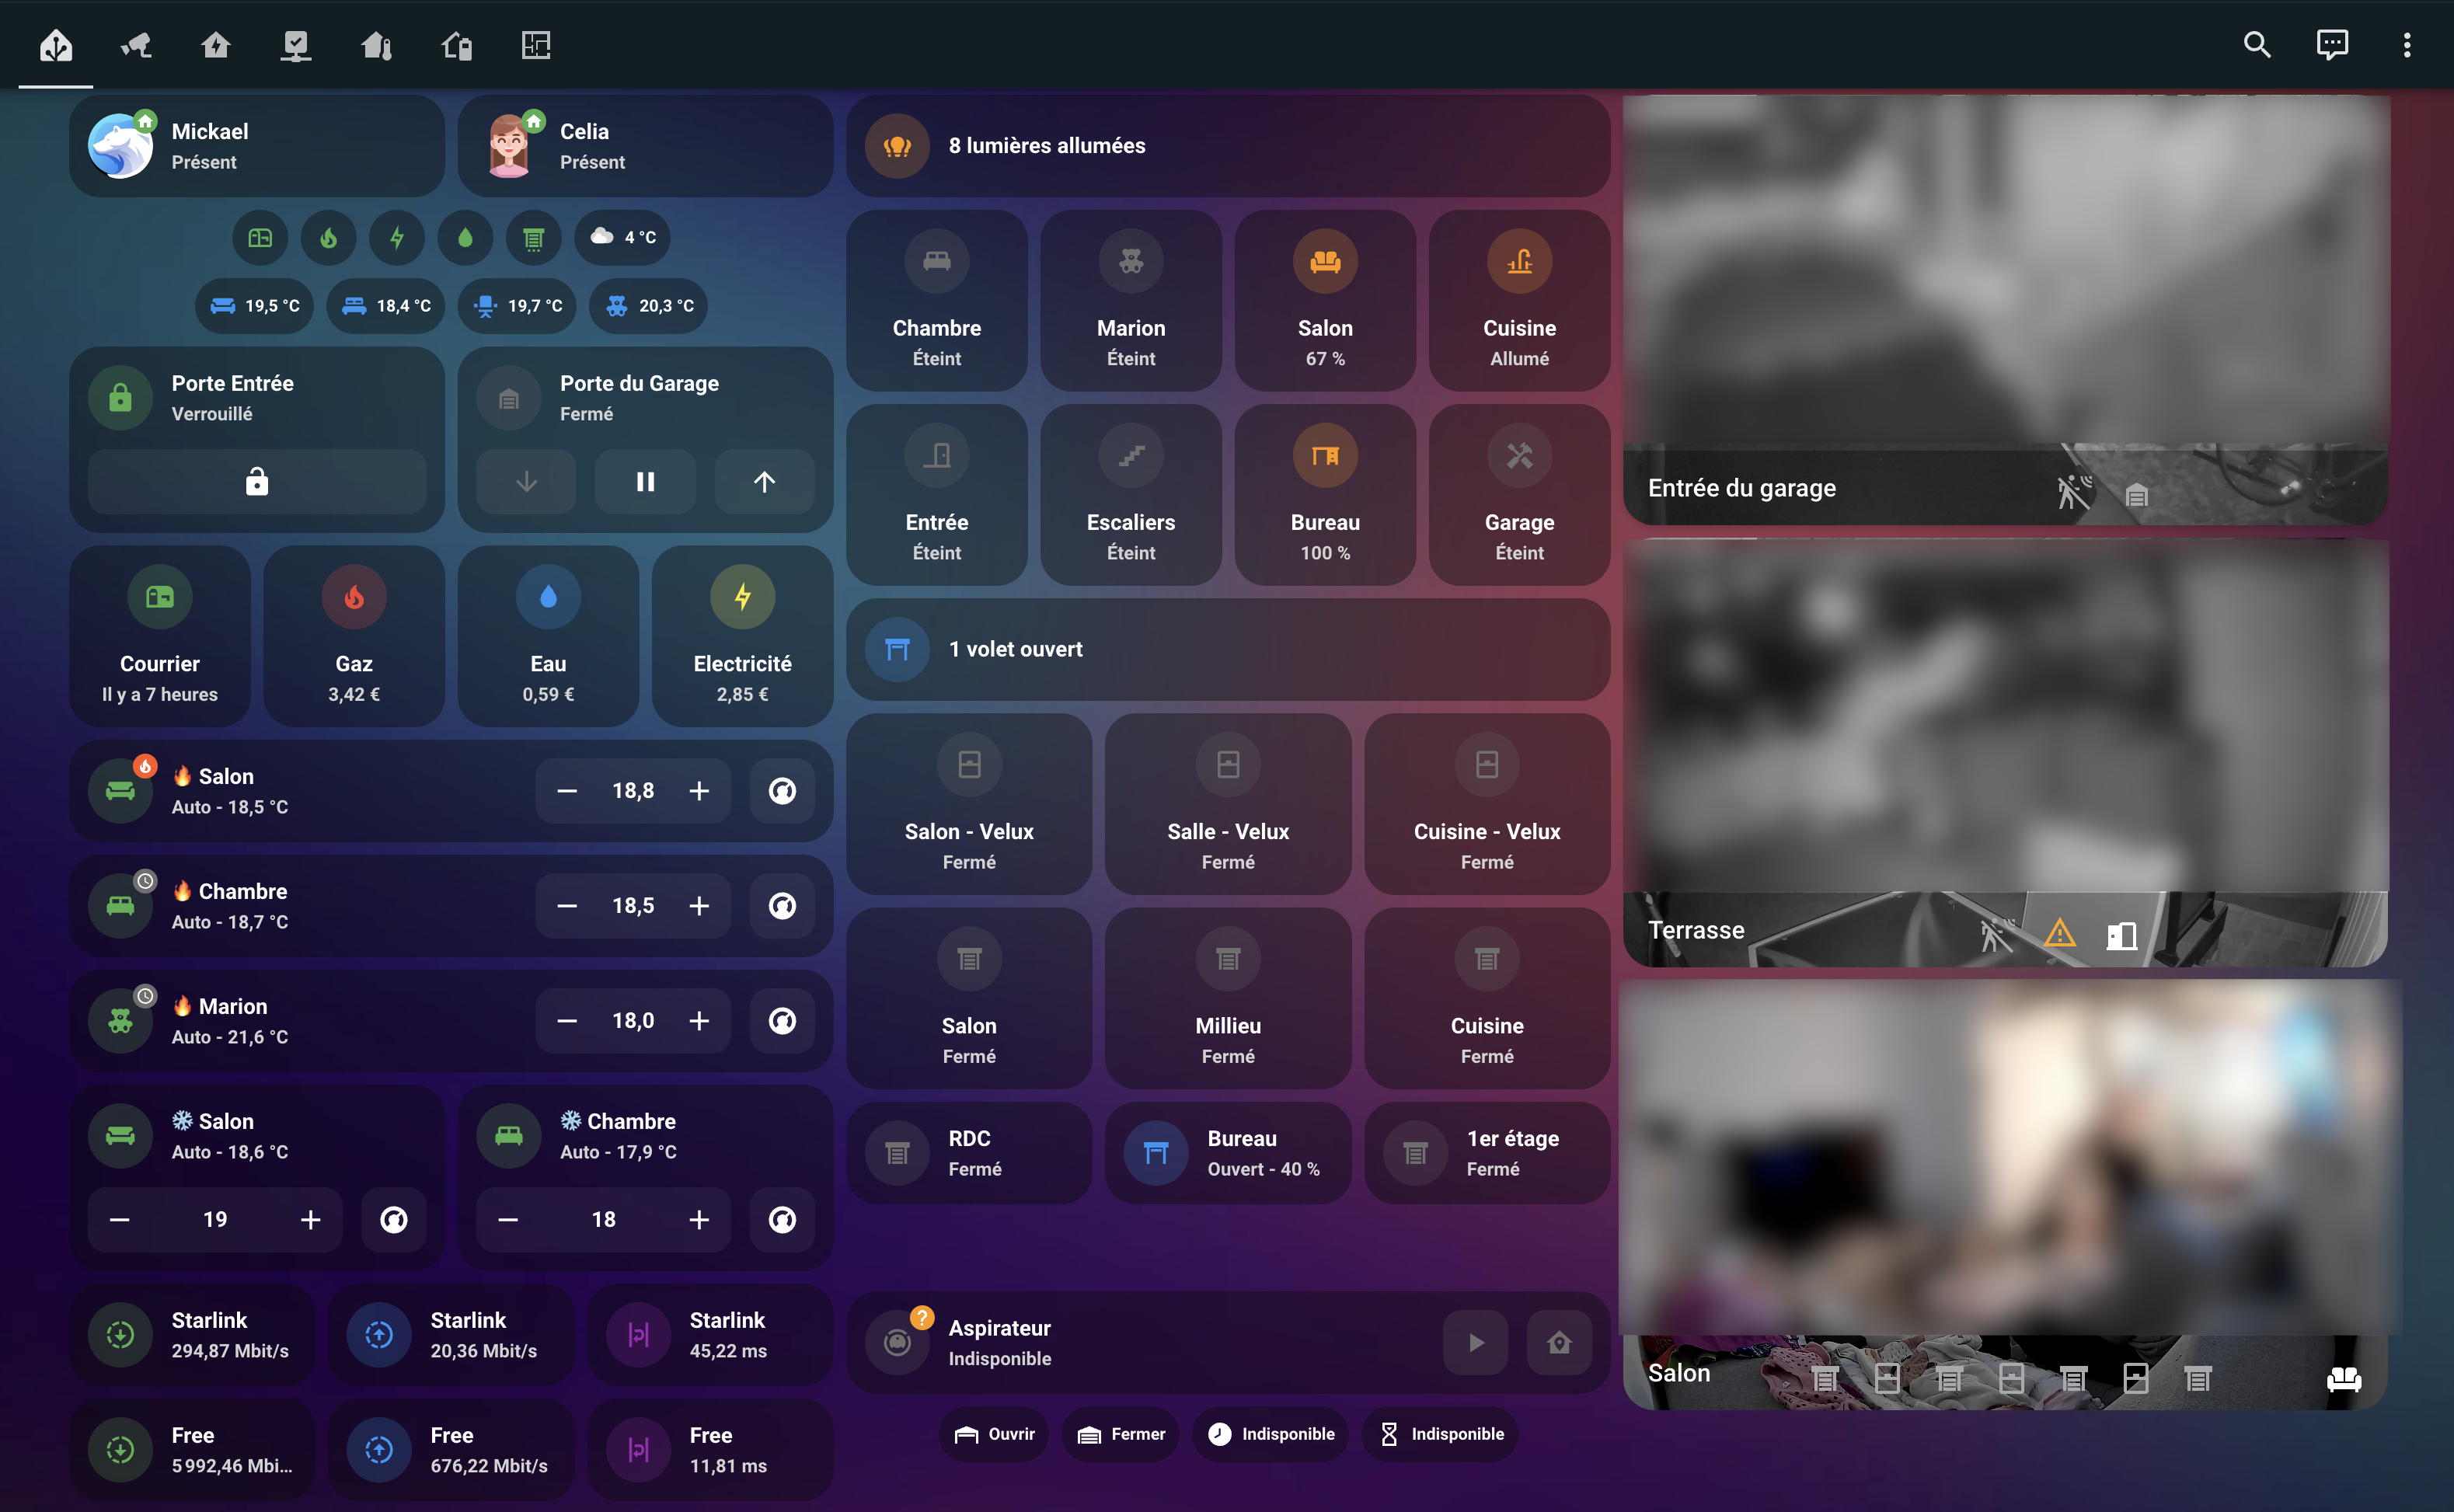 Mickael
Présent
Celia
Présent
4 °C
19,5 °C
18,4 °C
19,7 °C
20,3 °C
Porte Entrée
Verrouillé
Porte du Garage
Fermé
Courrier
Il y a 7 heures
Gaz
3,42 €
Eau
0,59 €
Electricité
2,85 €
🔥 Salon
Auto - 18,5 °C
18,8
🔥 Chambre
Auto - 18,7 °C
18,5
🔥 Marion
Auto - 21,6 °C
18,0
❄️ Salon
Auto - 18,6 °C
19
❄️ Chambre
Auto - 17,9 °C
18
Starlink
294,87 Mbit/s
Starlink
20,36 Mbit/s
Starlink
45,22 ms
Free
5 992,46 Mbi...
Free
676,22 Mbit/s
Free
11,81 ms
8 lumières allumées
Chambre
Éteint
Marion
Éteint
Salon
67 %
Cuisine
Allumé
Entrée
Éteint
Escaliers
Éteint
Bureau
100 %
Garage
Éteint
1 volet ouvert
Salon - Velux
Fermé
Salle - Velux
Fermé
Cuisine - Velux
Fermé
Salon
Fermé
Millieu
Fermé
Cuisine
Fermé
RDC
Fermé
Bureau
Ouvert - 40 %
1er étage
Fermé
?
Aspirateur
Indisponible
Ouvrir
Fermer
Indisponible
Indisponible
Entrée du garage
Terrasse
Salon